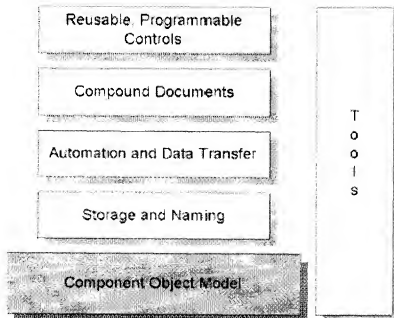 Reusable, Programmable
Controls
Compound Documents
Automation and Data Transfer
Storage and Naming
Component Object Model
T
o
o
l
s